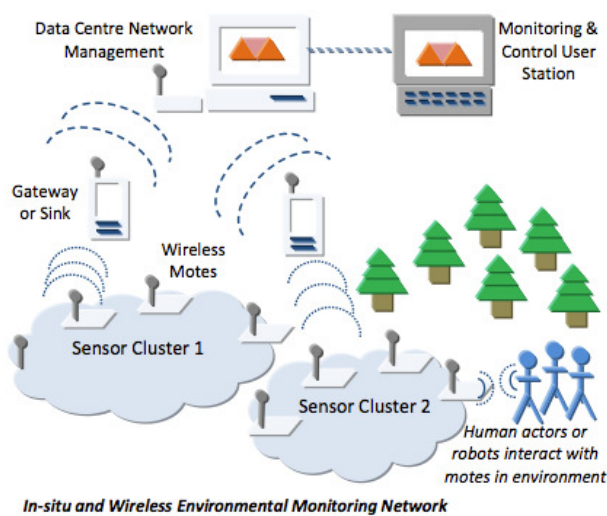 Data Centre Network
Management
Monitoring &
Control User
Station
Gateway
or Sink
Wireless
Motes
Sensor Cluster 1
Sensor Cluster 2
Human actors or
robots interact with
motes in environment
In-situ and Wireless Environmental Monitoring Network